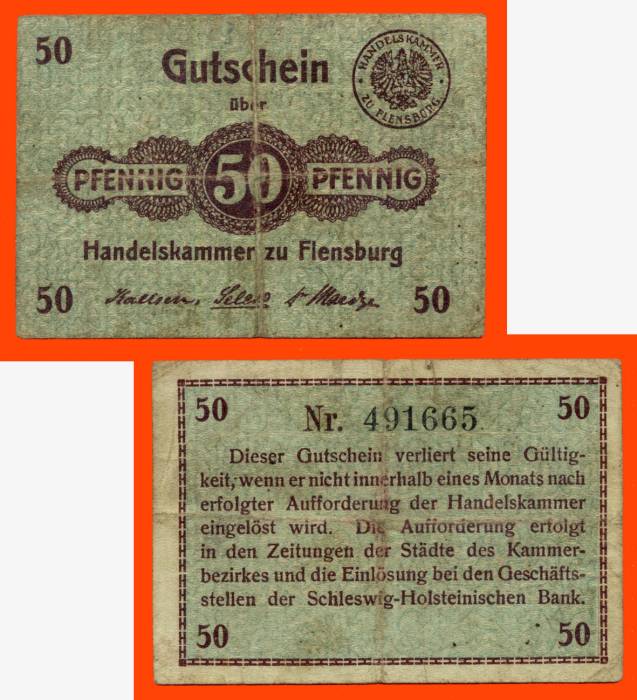 50
Gutschein
HANDELSKAMMER
ZU FLENSBURG.
über
PFENNIG 50 PFENNIG
Handelskammer zu Flensburg
50
50
50
50
Nr. 491665
Dieser Gutschein verliert seine Gültig-
keit, wenn er nicht innerhalb eines Monats nach
erfolgter Aufforderung der Handelskammer
eingelöst wird. Die Aufforderung erfolgt
in den Zeitungen der Städte des Kammer-
bezirkes und die Einlösung bei den Geschäfts-
stellen der Schleswig-Holsteinischen Bank.
50
50